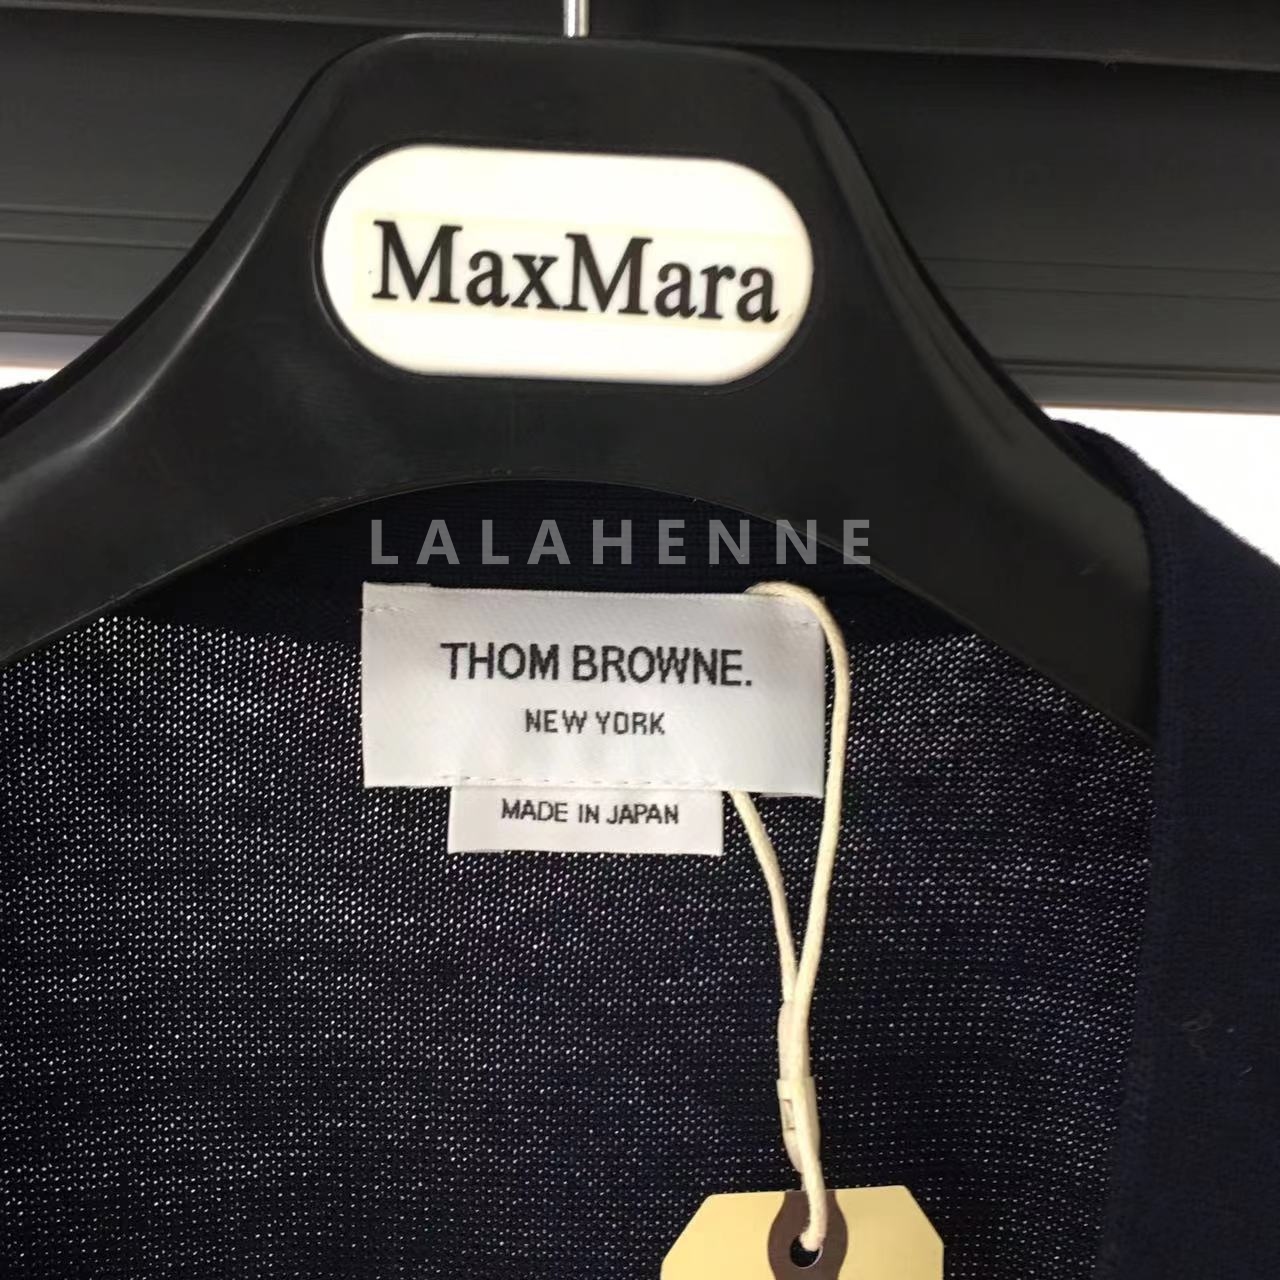 MaxMara
LALAHENNE
THOM BROWNE.
NEW YORK
MADE IN JAPAN